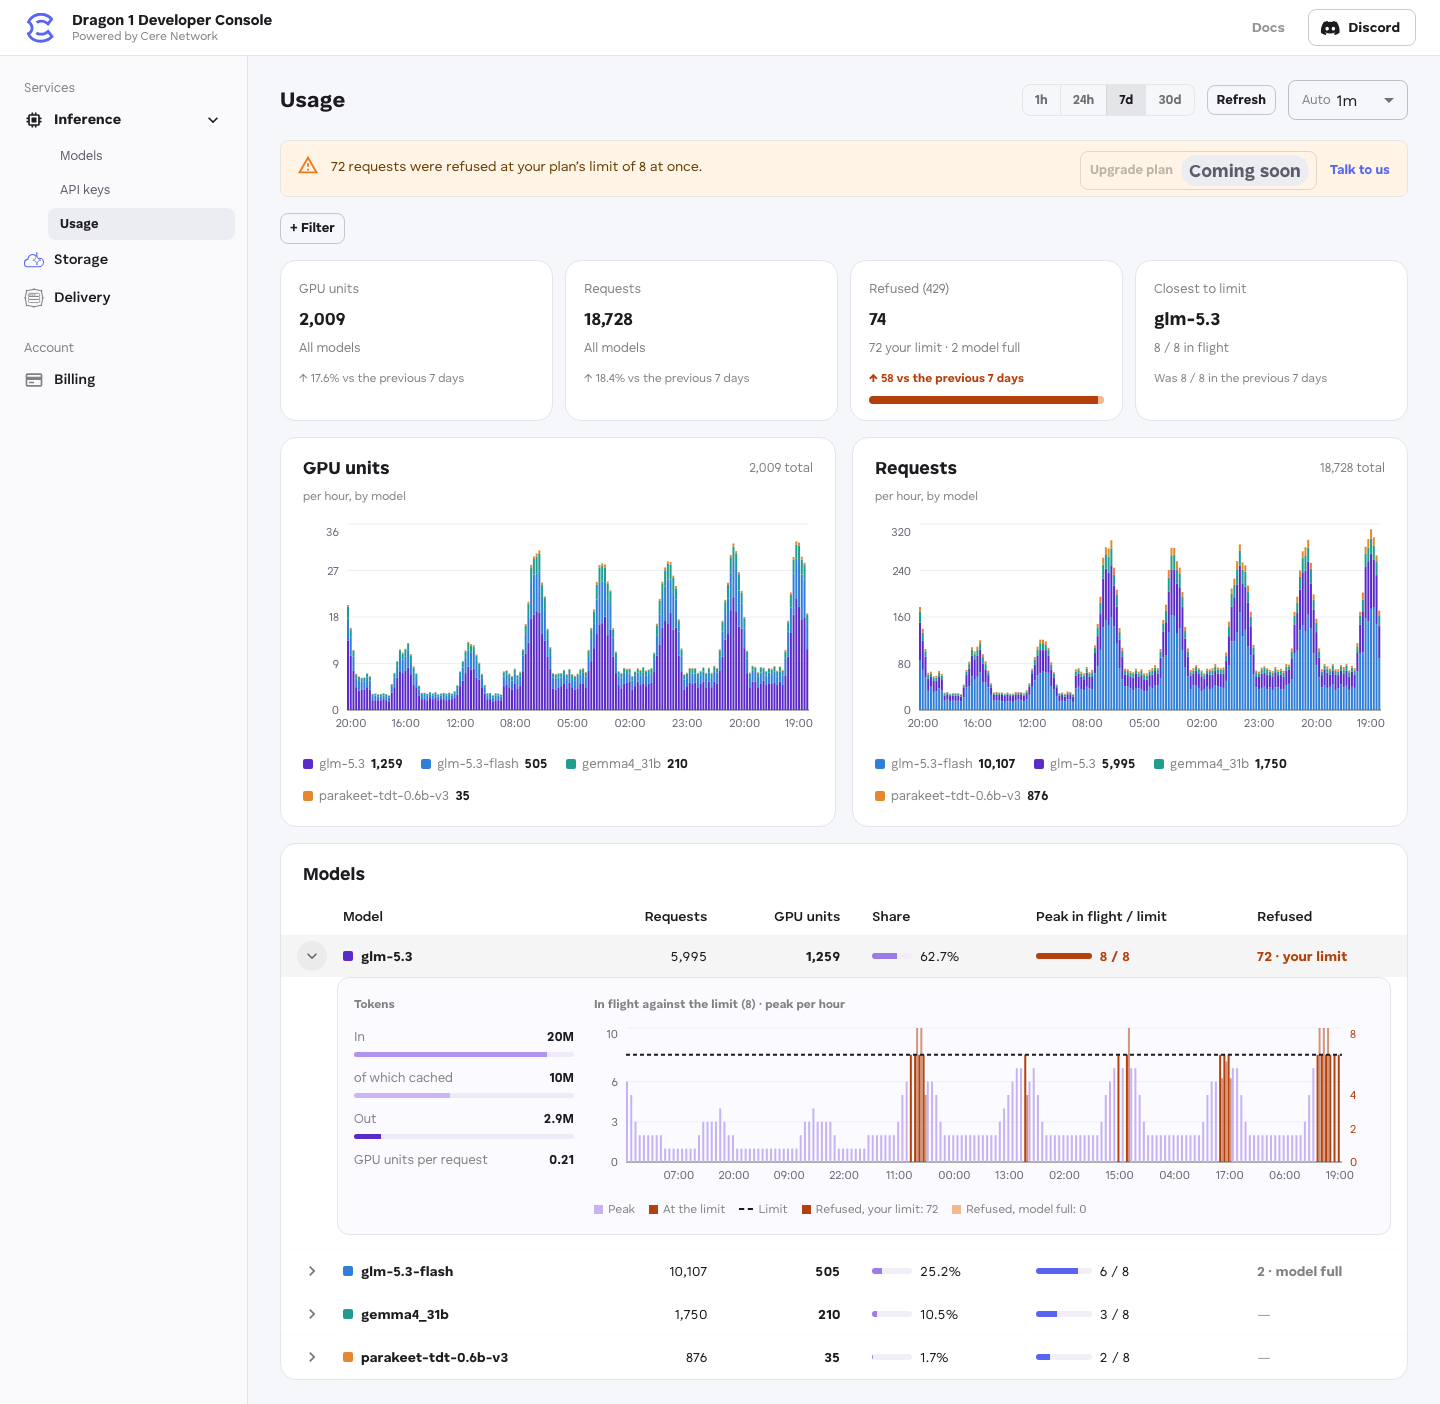 Dragon 1 Developer Console
Powered by Cere Network
Docs
Discord
Services
Inference
Models
API keys
Usage
Storage
Delivery
Account
Billing
Usage
1h 24h 7d 30d
Refresh
Auto 1m
72 requests were refused at your plan’s limit of 8 at once.
Upgrade plan Coming soon
Talk to us
+ Filter
GPU units
2,009
All models
↑ 17.6% vs the previous 7 days
Requests
18,728
All models
↑ 18.4% vs the previous 7 days
Refused (429)
74
72 your limit · 2 model full
↑ 58 vs the previous 7 days
Closest to limit
glm-5.3
8 / 8 in flight
Was 8 / 8 in the previous 7 days
GPU units
2,009 total
per hour, by model
36
27
18
9
0
20:00 16:00 12:00 08:00 05:00 02:00 23:00 20:00 19:00
glm-5.3 1,259 glm-5.3-flash 505 gemma4_31b 210
parakeet-tdt-0.6b-v3 35
Requests
18,728 total
per hour, by model
320
240
160
80
0
20:00 16:00 12:00 08:00 05:00 02:00 23:00 20:00 19:00
glm-5.3-flash 10,107 glm-5.3 5,995 gemma4_31b 1,750
parakeet-tdt-0.6b-v3 876
Models
Model Requests GPU units Share Peak in flight / limit Refused
glm-5.3 5,995 1,259 62.7% 8 / 8 72 · your limit
Tokens
In 20M
of which cached 10M
Out 2.9M
GPU units per request 0.21
In flight against the limit (8) · peak per hour
10 8
6 4
3 2
0 0
07:00 20:00 09:00 22:00 11:00 00:00 13:00 02:00 15:00 04:00 17:00 06:00 19:00
Peak At the limit Limit Refused, your limit: 72 Refused, model full: 0
glm-5.3-flash 10,107 505 25.2% 6 / 8 2 · model full
gemma4_31b 1,750 210 10.5% 3 / 8 —
parakeet-tdt-0.6b-v3 876 35 1.7% 2 / 8 —